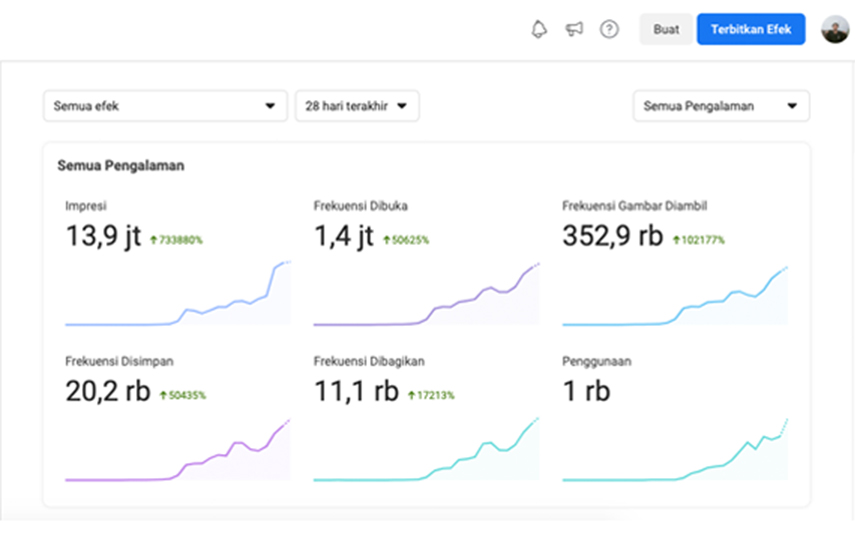 Buat
Terbitkan Efek
Semua efek
28 hari terakhir
Semua Pengalaman
Semua Pengalaman
Impresi
13,9 jt 733880%
Frekuensi Dibuka
1,4 jt 50625%
Frekuensi Gambar Diambil
352,9 rb 102177%
Frekuensi Disimpan
20,2 rb 50435%
Frekuensi Dibagikan
11,1 rb 17213%
Penggunaan
1 rb